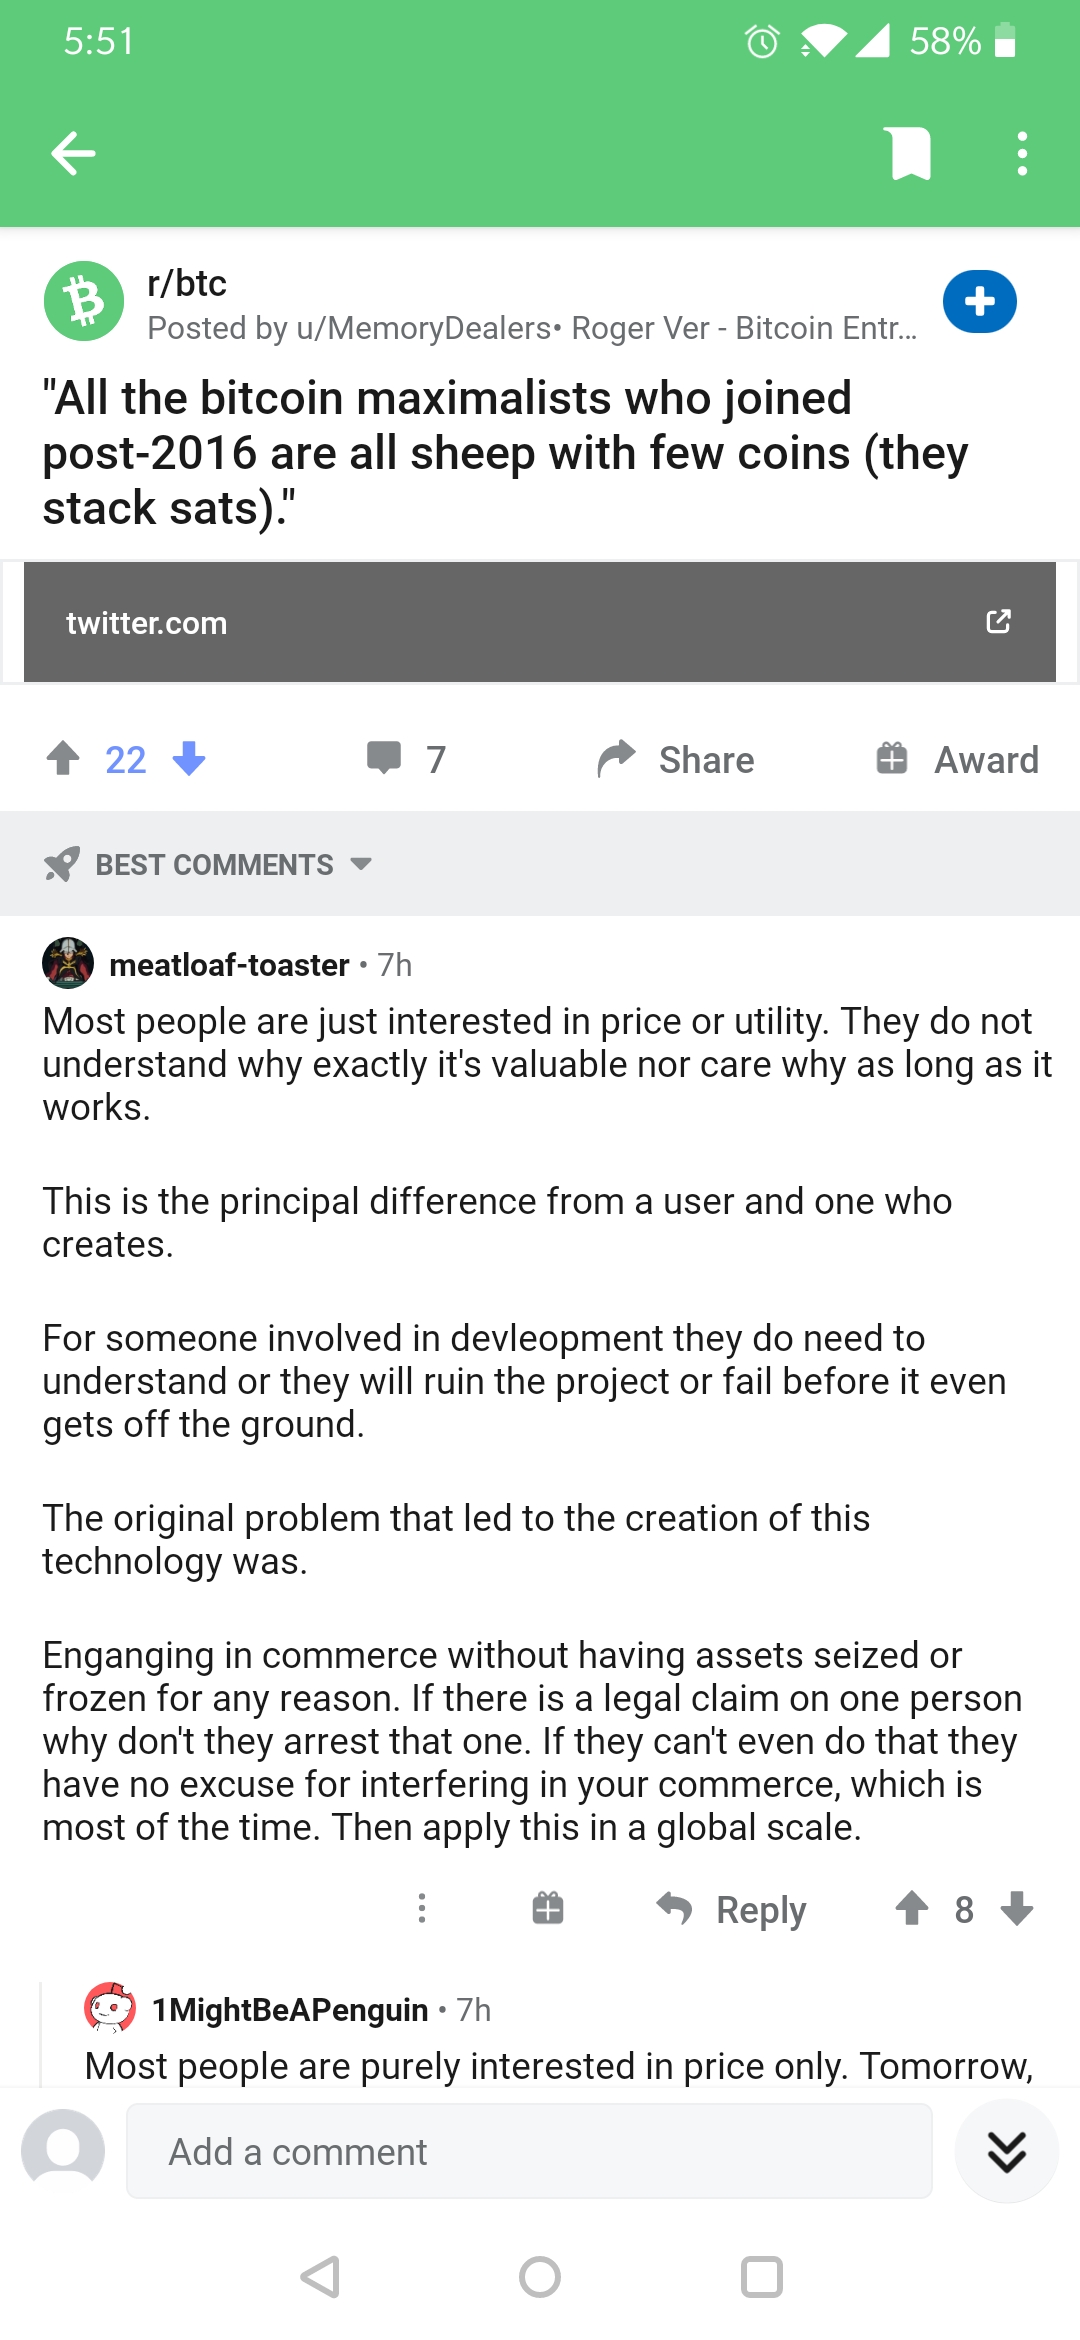 5:51
58%
r/btc
Posted by u/MemoryDealers• Roger Ver - Bitcoin Entr...
"All the bitcoin maximalists who joined
post-2016 are all sheep with few coins (they
stack sats)."
twitter.com
22
7
Share
Award
BEST COMMENTS
meatloaf-toaster • 7h
Most people are just interested in price or utility. They do not
understand why exactly it's valuable nor care why as long as it
works.
This is the principal difference from a user and one who
creates.
For someone involved in devleopment they do need to
understand or they will ruin the project or fail before it even
gets off the ground.
The original problem that led to the creation of this
technology was.
Enganging in commerce without having assets seized or
frozen for any reason. If there is a legal claim on one person
why don't they arrest that one. If they can't even do that they
have no excuse for interfering in your commerce, which is
most of the time. Then apply this in a global scale.
Reply
8
1MightBeAPenguin • 7h
Most people are purely interested in price only. Tomorrow,
Add a comment